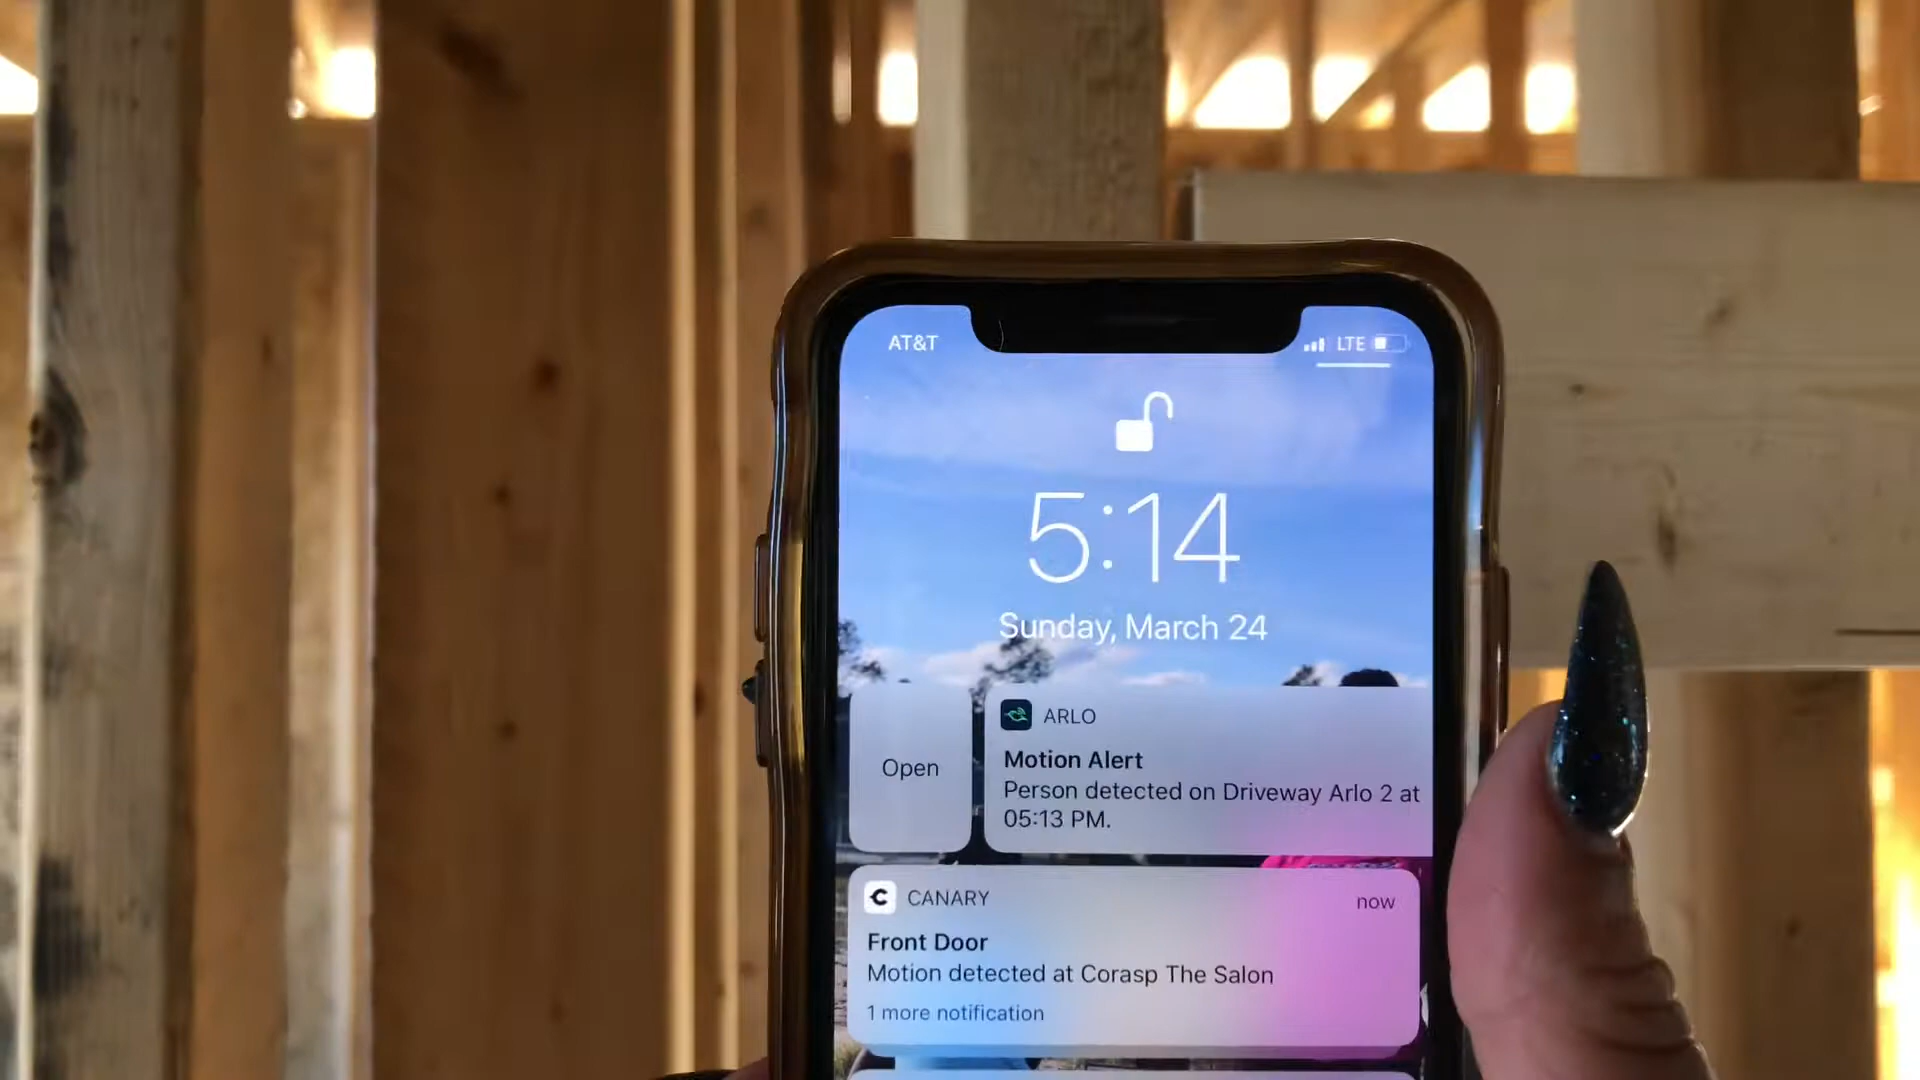 AT&T
LTE
5:14
Sunday, March 24
Open
ARLO
Motion Alert
Person detected on Driveway Arlo 2 at
05:13 PM.
C CANARY
now
Front Door
Motion detected at Corasp The Salon
1 more notification